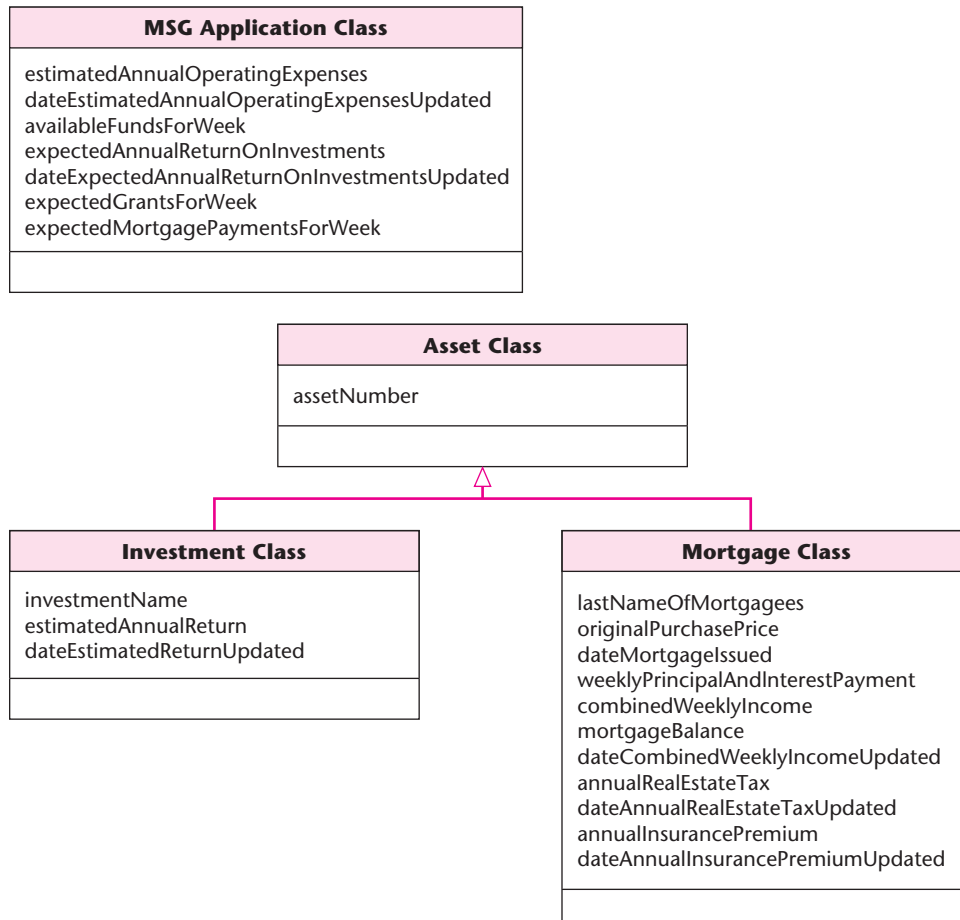 MSG Application Class
estimatedAnnualOperatingExpenses
dateEstimatedAnnualOperatingExpensesUpdated
availableFundsForWeek
expectedAnnualReturnOnInvestments
dateExpectedAnnualReturnOnInvestmentsUpdated
expectedGrantsForWeek
expectedMortgagePaymentsForWeek
Asset Class
assetNumber
Investment Class
investmentName
estimatedAnnualReturn
dateEstimatedReturnUpdated
Mortgage Class
lastNameOfMortgagees
originalPurchasePrice
dateMortgageIssued
weeklyPrincipalAndInterestPayment
combinedWeeklyIncome
mortgageBalance
dateCombinedWeeklyIncomeUpdated
annualRealEstateTax
dateAnnualRealEstateTaxUpdated
annualInsurancePremium
dateAnnualInsurancePremiumUpdated